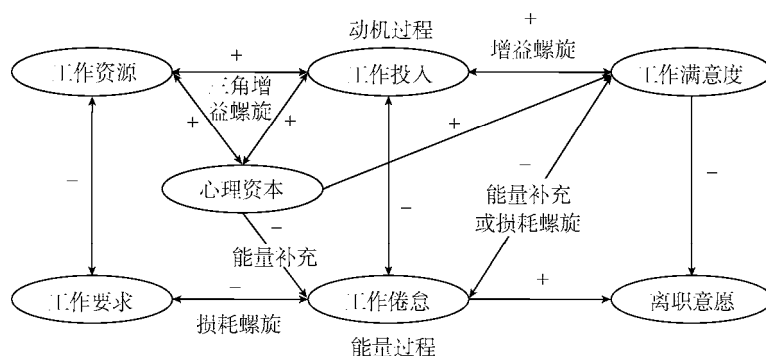 动机过程
+
+
增益螺旋
工作资源
工作投入
工作满意度
三角增
益螺旋
+
+
+
−
−
−
心理资本
能量补充
或损耗螺旋
−
−
能量补充
−
+
工作要求
工作倦怠
离职意愿
损耗螺旋
能量过程